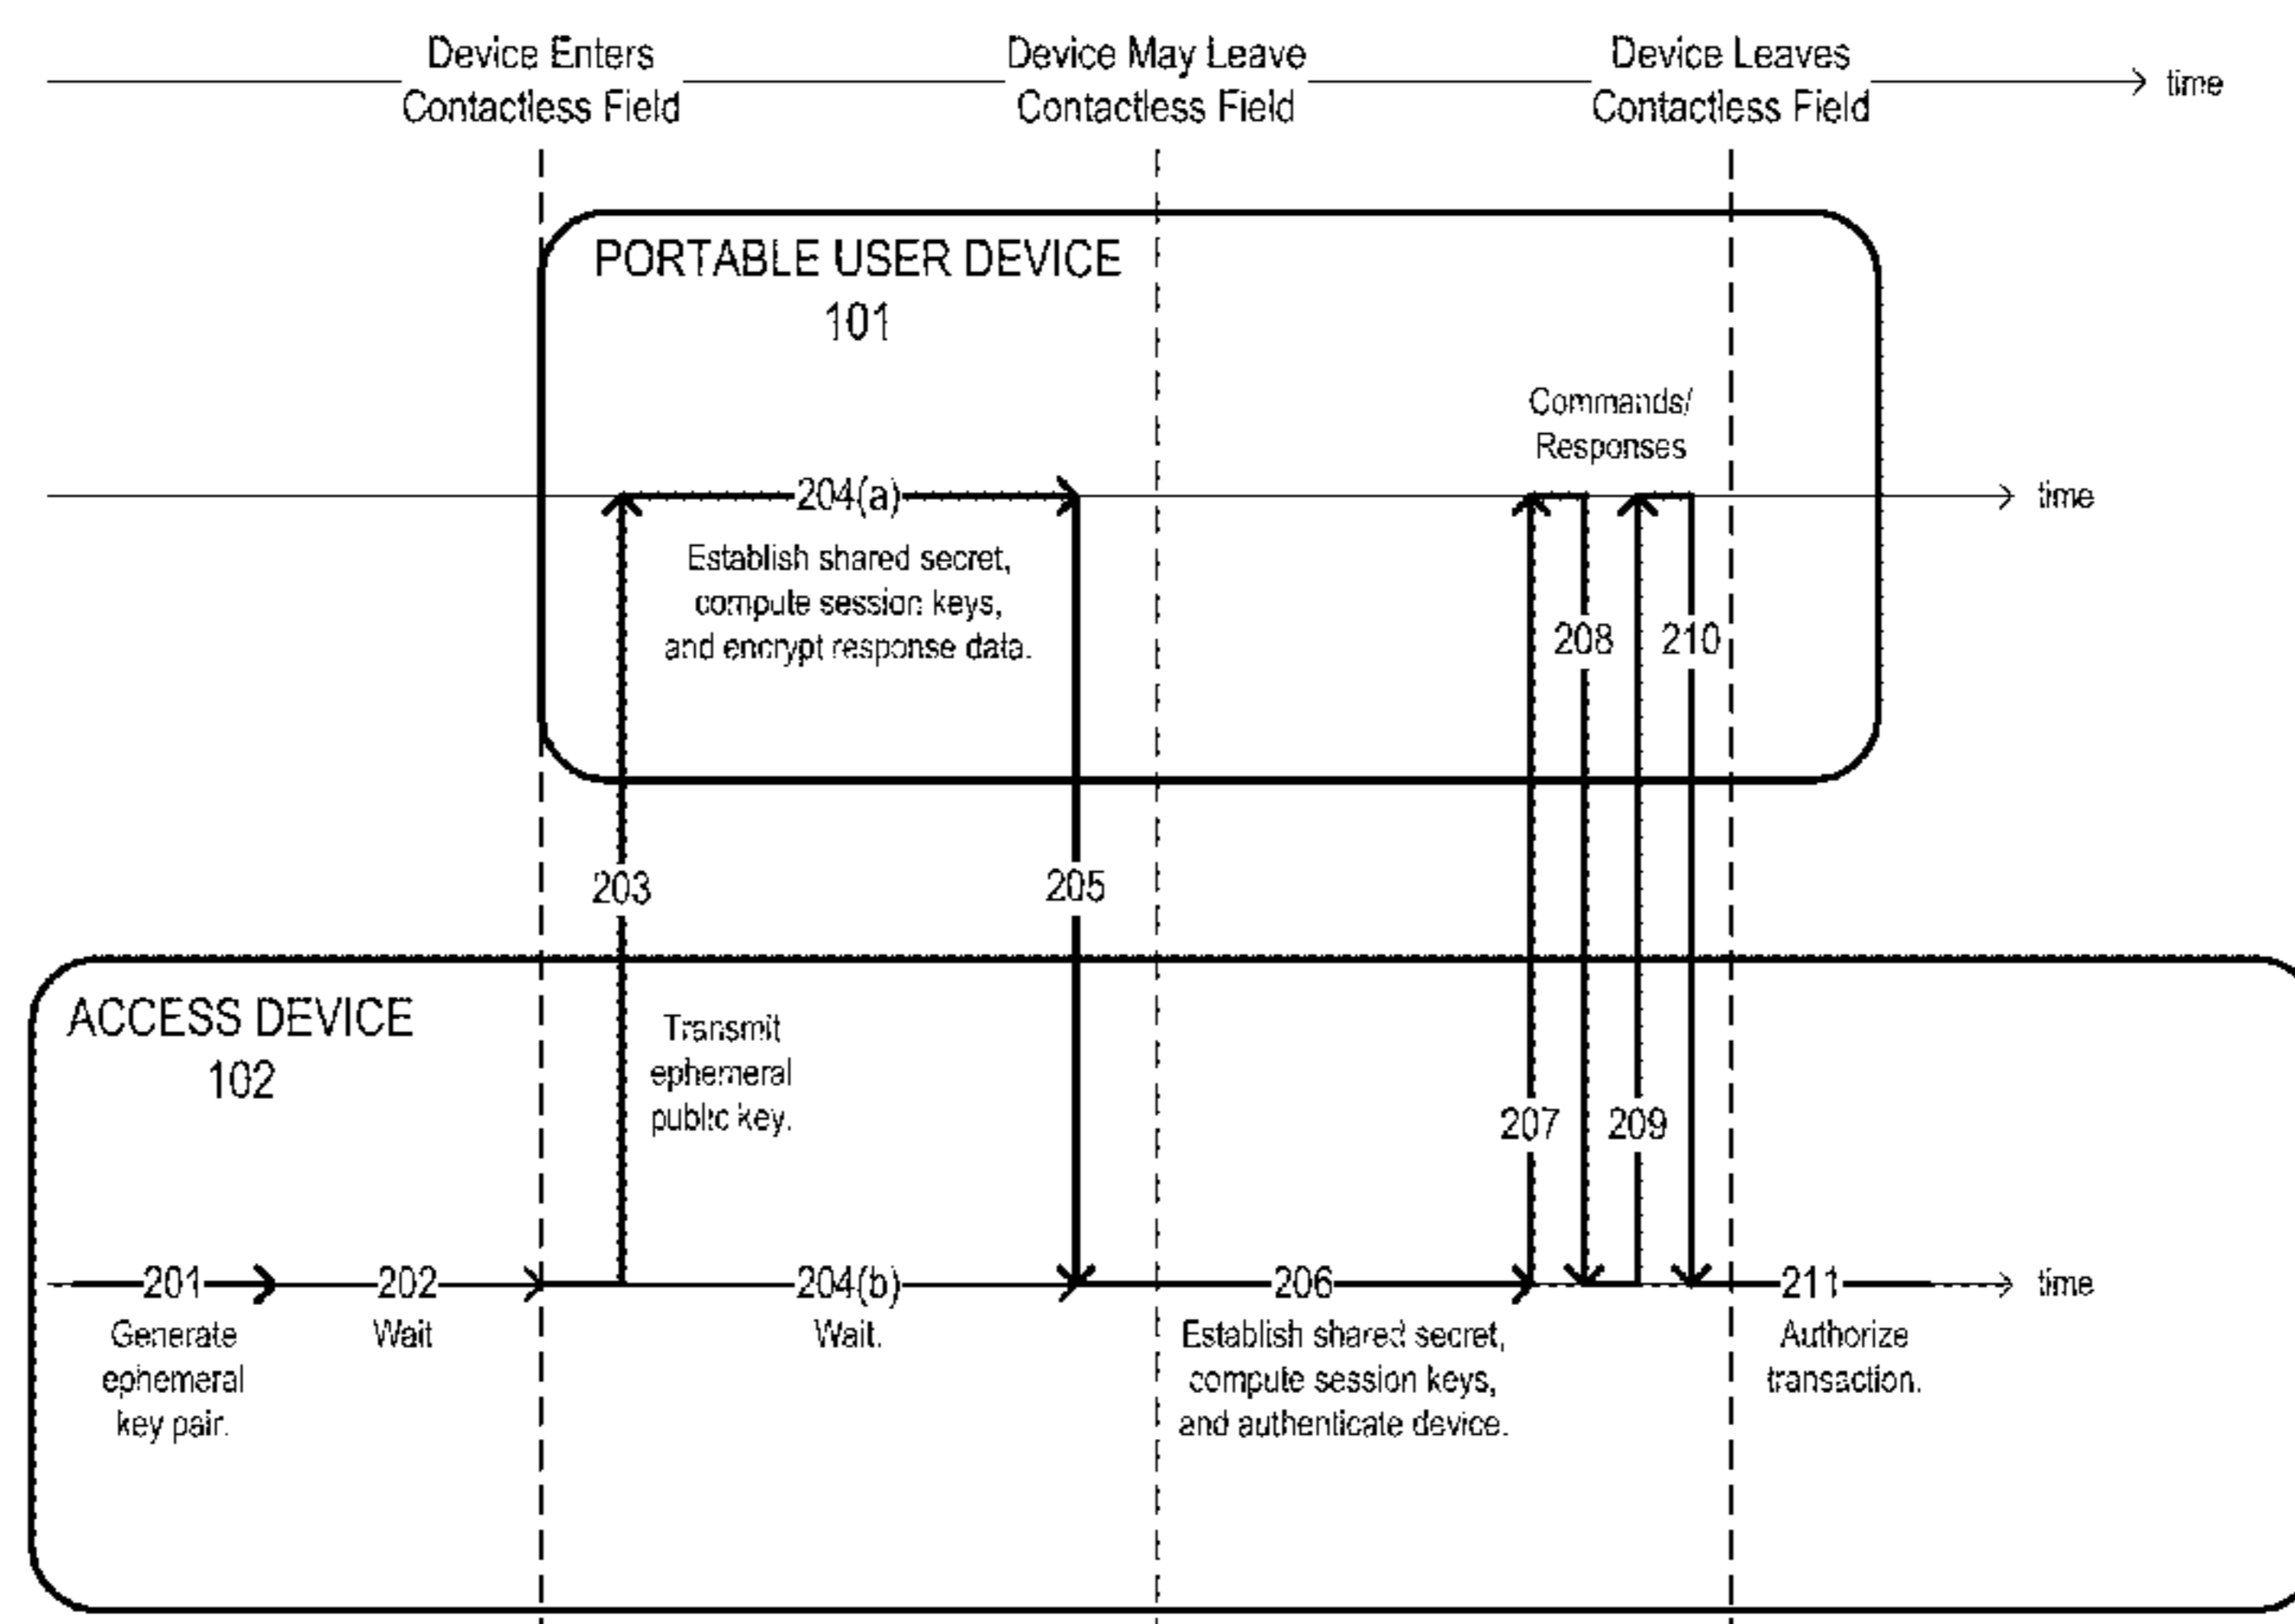 Device Enters
Contactless Field
Device May Leave
Contactless Field
Device Leaves
Contactless Field
time
PORTABLE USER DEVICE
101
Commands/
Responses
204(a)
time
Establish shared secret,
compute session keys,
and encrypt response data.
208
210
203
205
ACCESS DEVICE
102
Transmit
ephemeral
public key.
207
209
201
202
204(b)
206
211
time
Generate
ephemeral
key pair.
Wait
Wait.
Establish shared secret,
compute session keys,
and authenticate device.
Authorize
transaction.